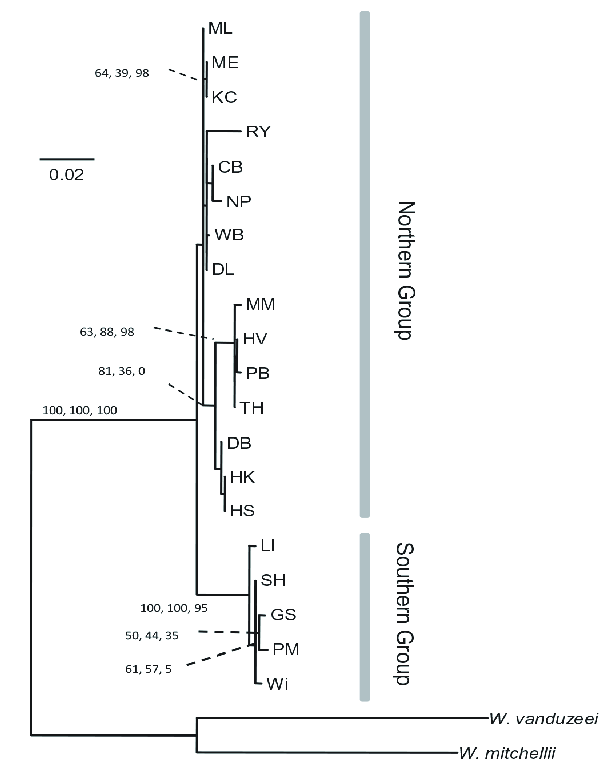 ML
ME
64, 39, 98
KC
RY
0.02
CB
NP
WB
DL
MM
63, 88, 98
HV
PB
81, 36, 0
TH
100, 100, 100
DB
HK
HS
Northern Group
LI
SH
100, 100, 95
GS
50, 44, 35
PM
61, 57, 5
Wi
Southern Group
W. vanduzeei
W. mitchellii